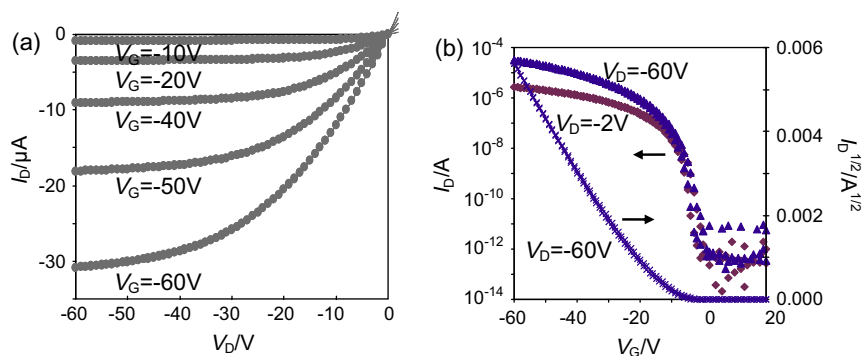 (a)
0
-10
-20
-30
I_D/µA
V_G=-10V
V_G=-20V
V_G=-40V
V_G=-50V
V_G=-60V
-60 -50 -40 -30 -20 -10 0
V_D/V
(b)
10^-4
10^-6
10^-8
10^-10
10^-12
10^-14
I_D/A
V_D=-60V
V_D=-2V
V_D=-60V
0.006
0.004
0.002
0.000
I_D^1/2/A^1/2
-60 -40 -20 0 20
V_G/V